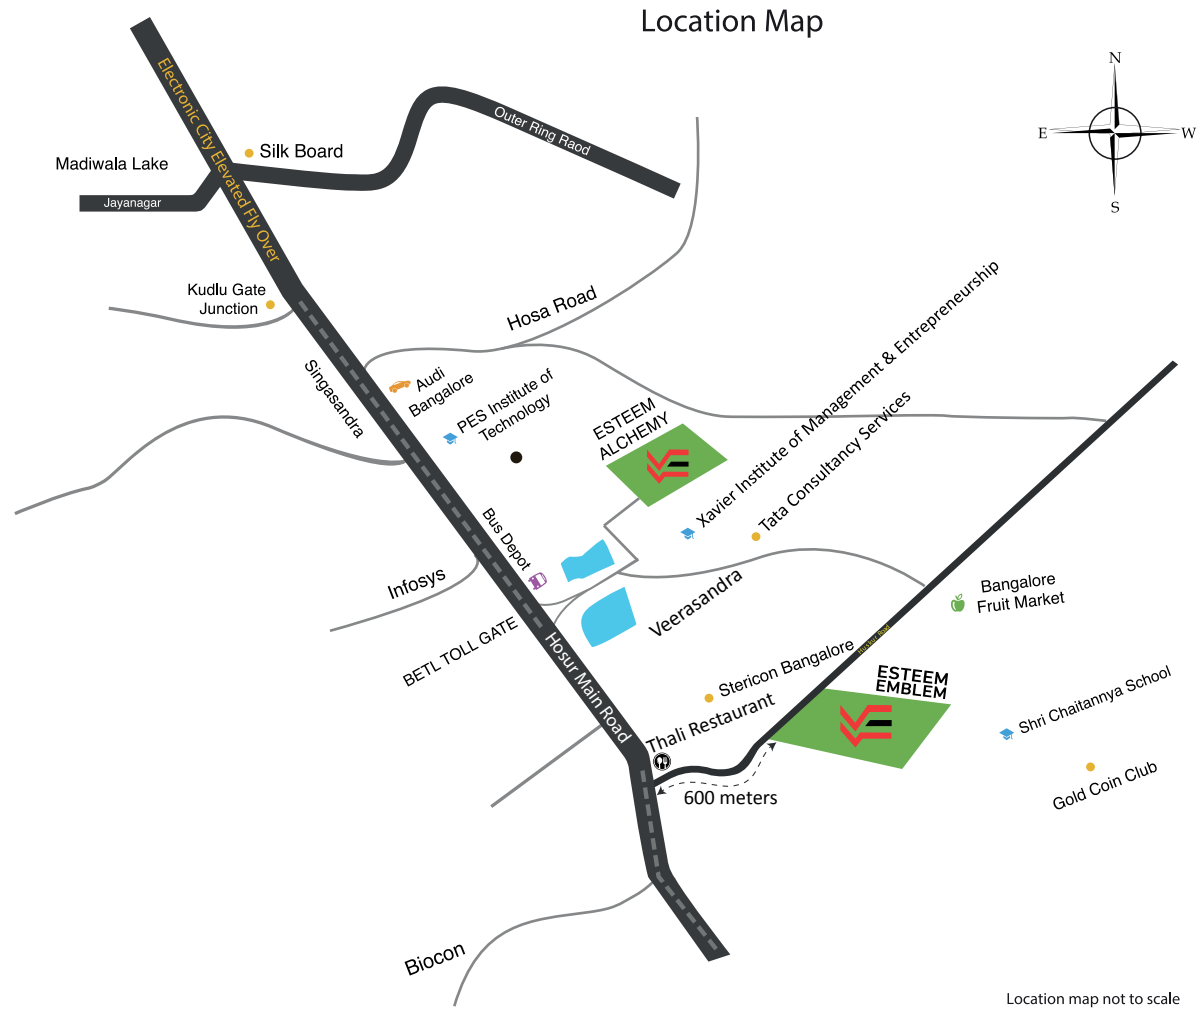 Location Map
N
E
W
S
Electronic City Elevated Fly Over
Outer Ring Raod
Silk Board
Madiwala Lake
Jayanagar
Kudlu Gate
Junction
Hosa Road
Singasandra
Audi
Bangalore
PES Institute of
Technology
ESTEEM
ALCHEMY
Xavier Institute of Management & Entrepreneurship
Tata Consultancy Services
Bus Depot
Infosys
BETL TOLL GATE
Veerasandra
Bangalore
Fruit Market
Hosur Main Road
Stericon Bangalore
Thali Restaurant
ESTEEM
EMBLEM
Shri Chaitannya School
Gold Coin Club
600 meters
Biocon
Location map not to scale